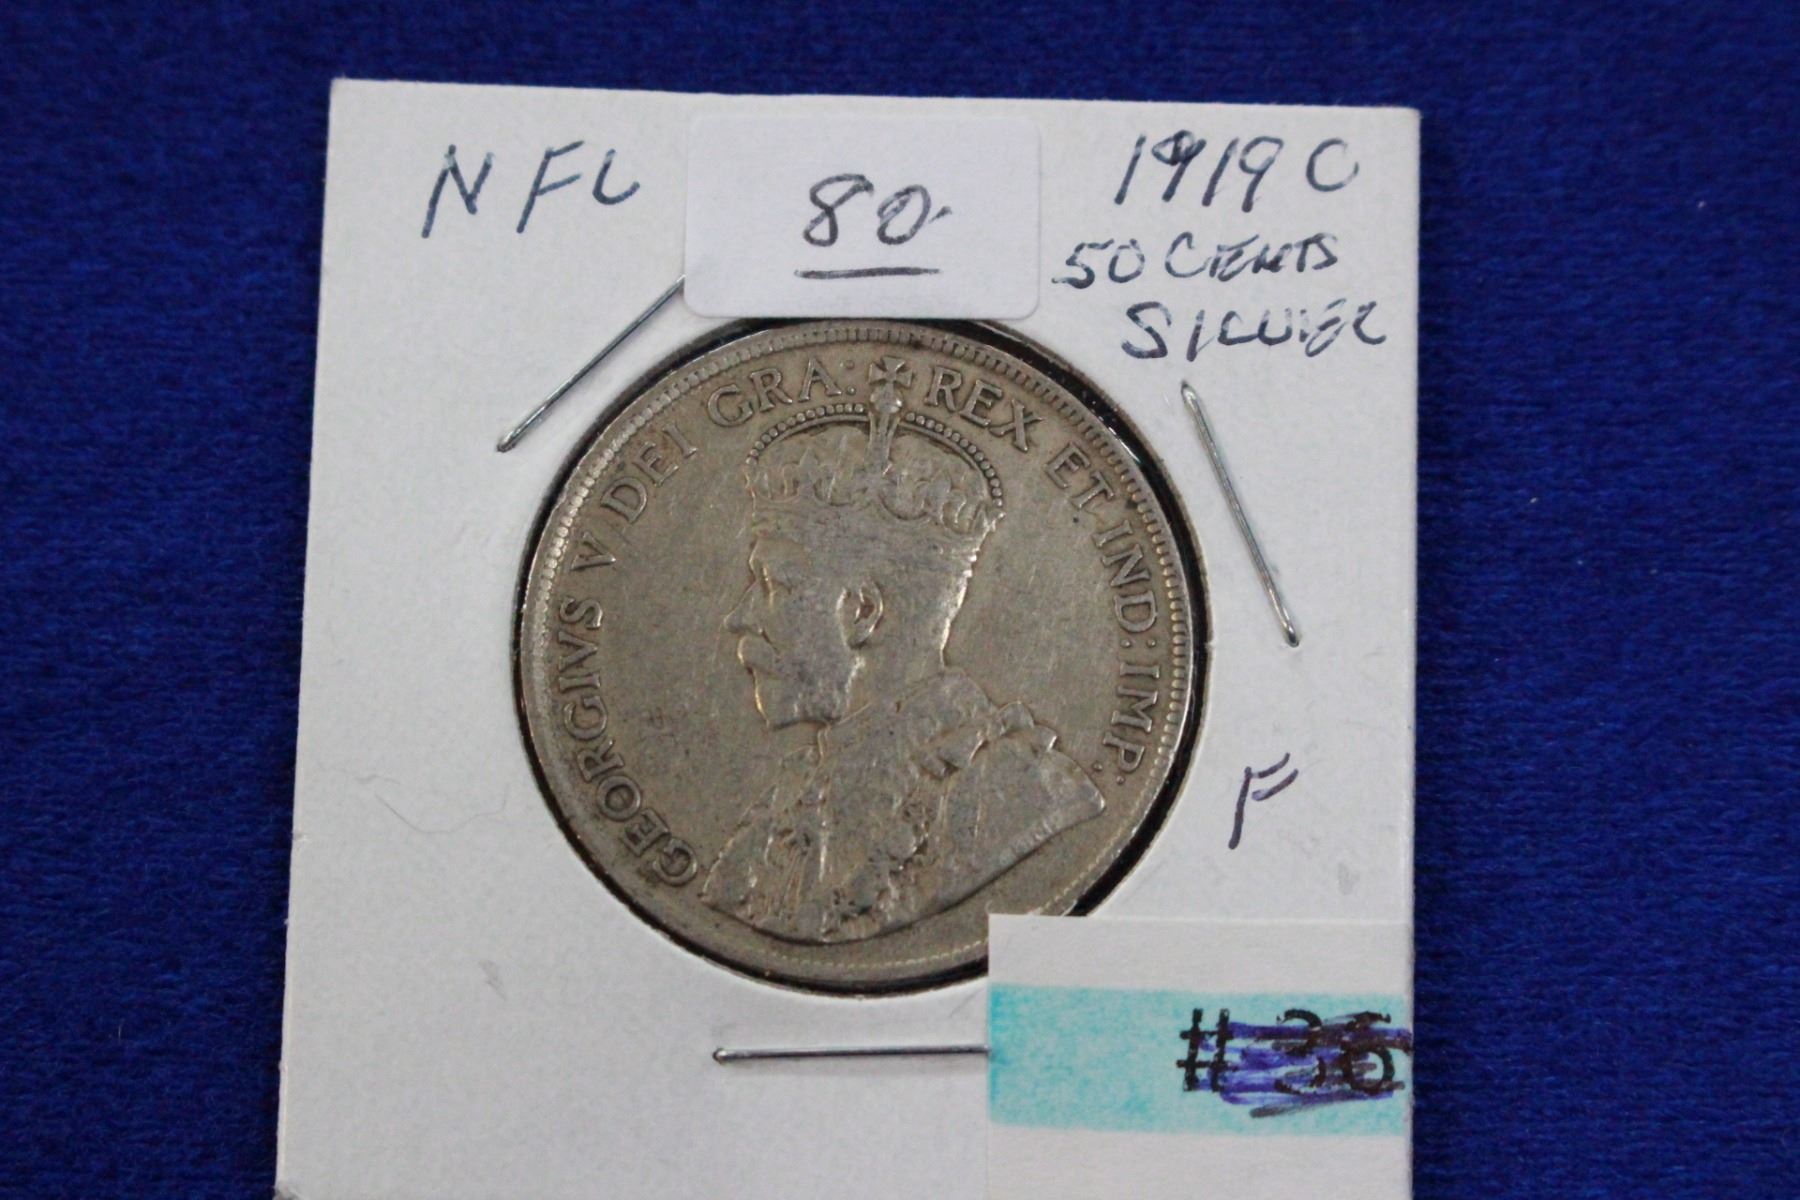 NFL
80.
1919 C
50 CENTS
SILVER
GEORGIVS V DEI GRA: REX ET IND: IMP:
F
#36